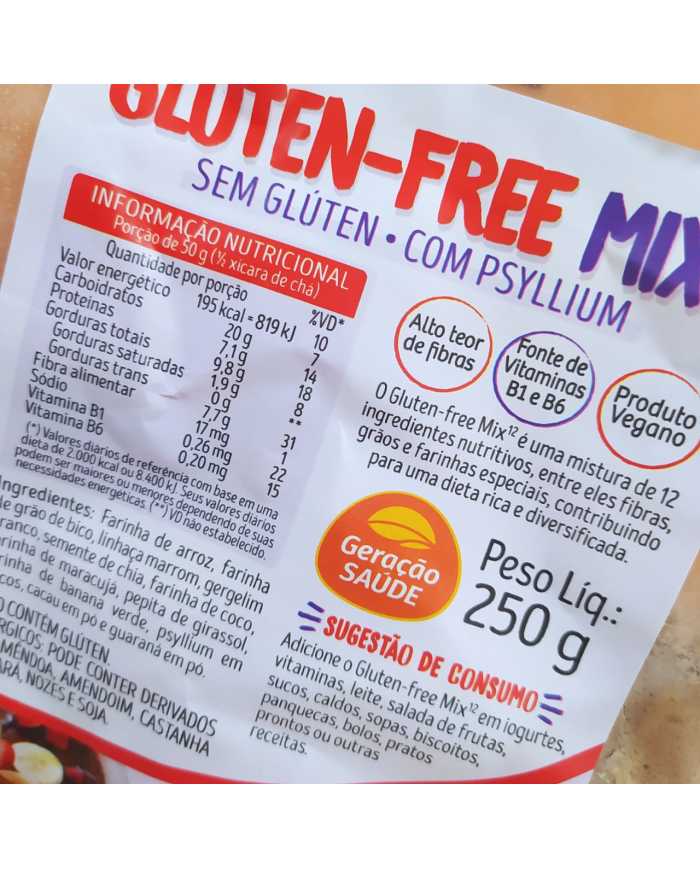 GLUTEN-FREE MIX
SEM GLÚTEN • COM PSYLLIUM
INFORMAÇÃO NUTRICIONAL
Porção de 50 g (½ xícara de chá)
Quantidade por porção %VD*
Valor energético 195 kcal = 819 kJ 10
Carboidratos 20 g 7
Proteínas 7,1 g 14
Gorduras totais 9,8 g 18
Gorduras saturadas 1,9 g 8
Gorduras trans 0 g **
Fibra alimentar 7,7 g 31
Sódio 17 mg 1
Vitamina B1 0,26 mg 22
Vitamina B6 0,20 mg 15
(*) Valores diários de referência com base em uma
dieta de 2.000 kcal ou 8.400 kJ. Seus valores diários
podem ser maiores ou menores dependendo de suas
necessidades energéticas. (**) VD não estabelecido.
Ingredientes: Farinha de arroz, farinha
de grão de bico, linhaça marrom, gergelim
branco, semente de chia, farinha de coco,
farinha de maracujá, pepita de girassol,
farinha de banana verde, psyllium em
cacau em pó e guaraná em pó.
CONTÉM GLÚTEN.
PODE CONTER DERIVADOS
AMÊNDOA, AMENDOIM, CASTANHA
NOZES E SOJA.
Alto teor
de fibras
Fonte de
vitaminas
B1 e B6
Produto
Vegano
O Gluten-free Mix¹² é uma mistura de 12
ingredientes nutritivos, entre eles fibras,
grãos e farinhas especiais, contribuindo
para uma dieta rica e diversificada.
Geração
SAÚDE
Peso Líq.:
250 g
SUGESTÃO DE CONSUMO
Adicione o Gluten-free Mix¹² em iogurtes,
vitaminas, leite, salada de frutas,
sucos, caldos, sopas, biscoitos,
panquecas, bolos, pratos
prontos ou outras
receitas.